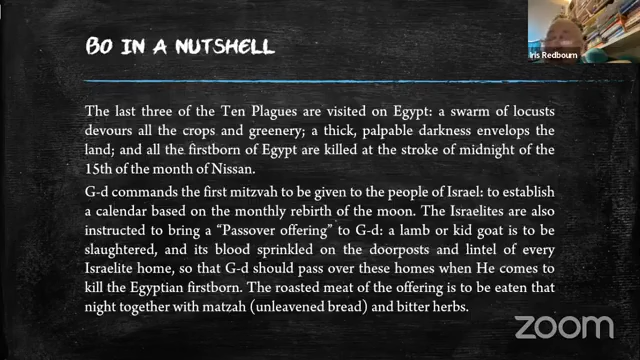 BO IN A NUTSHELL
Iris Redbourn
The last three of the Ten Plagues are visited on Egypt: a swarm of locusts
devours all the crops and greenery; a thick, palpable darkness envelops the
land; and all the firstborn of Egypt are killed at the stroke of midnight of the
15th of the month of Nissan.
G-d commands the first mitzvah to be given to the people of Israel: to establish
a calendar based on the monthly rebirth of the moon. The Israelites are also
instructed to bring a “Passover offering” to G-d: a lamb or kid goat is to be
slaughtered, and its blood sprinkled on the doorposts and lintel of every
Israelite home, so that G-d should pass over these homes when He comes to
kill the Egyptian firstborn. The roasted meat of the offering is to be eaten that
night together with matzah (unleavened bread) and bitter herbs.
zoom